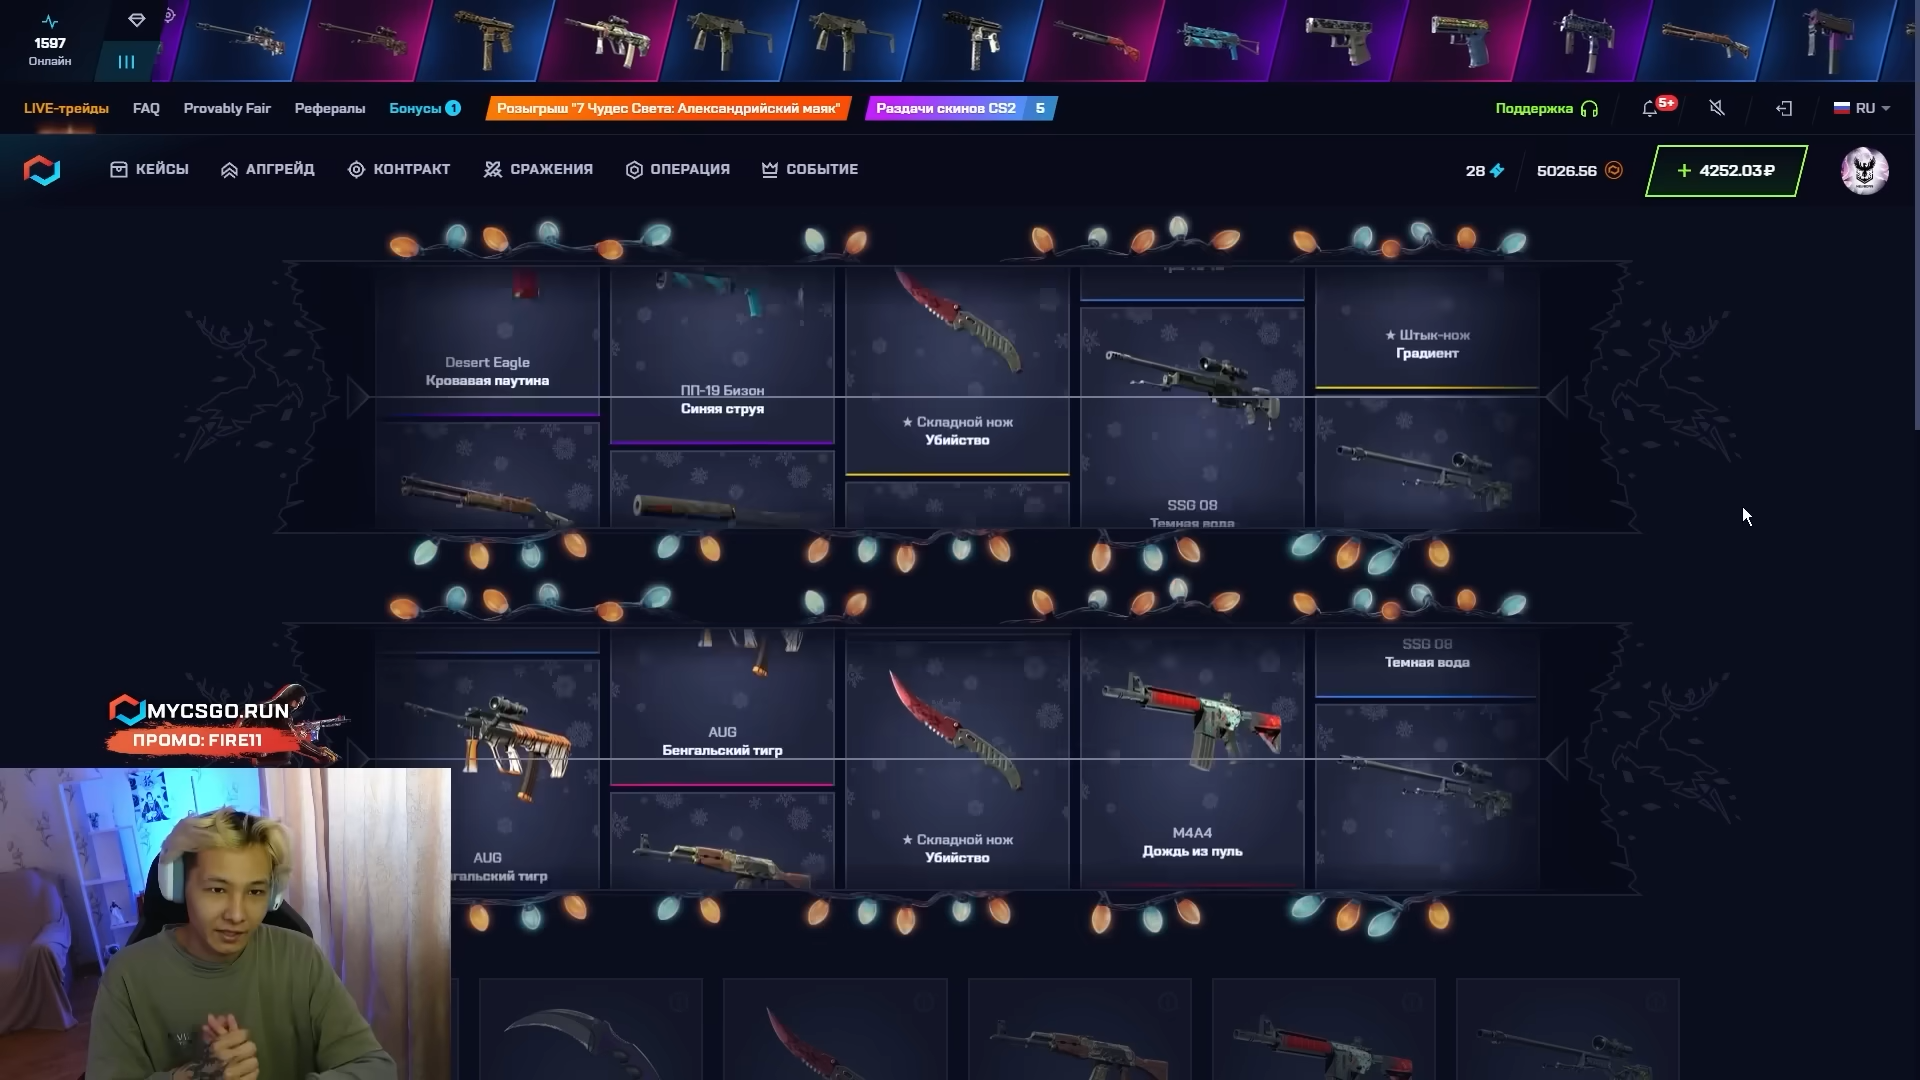 1597
Онлайн
LIVE-трейды
FAQ
Provably Fair
Рефералы
Бонусы 1
Розыгрыш "7 Чудес Света: Александрийский маяк"
Раздачи скинов CS2 5
Поддержка
5+
RU
КЕЙСЫ
АПГРЕЙД
КОНТРАКТ
СРАЖЕНИЯ
ОПЕРАЦИЯ
СОБЫТИЕ
28
5026.56
+ 4252.03 ₽
Desert Eagle
Кровавая паутина
ПП-19 Бизон
Синяя струя
★ Складной нож
Убийство
SSG 08
Темная вода
★ Штык-нож
Градиент
AUG
Бенгальский тигр
★ Складной нож
Убийство
M4A4
Дождь из пуль
SSG 08
Темная вода
AUG
гальский тигр
MYCSGO.RUN
ПРОМО: FIRE11